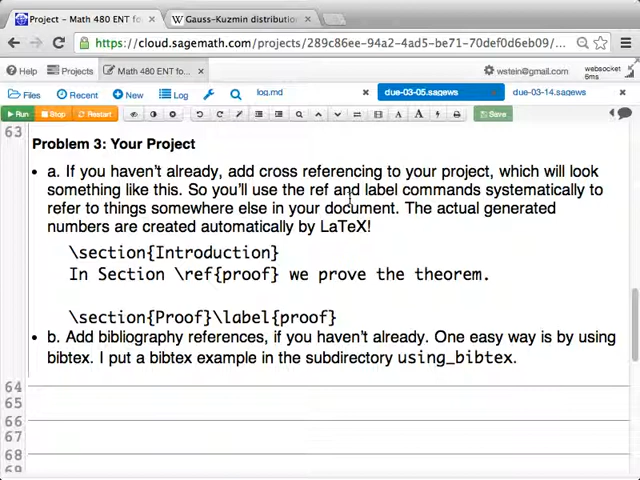 Project – Math 480 ENT fo
Gauss-Kuzmin distribution
https://cloud.sagemath.com/projects/289c86ee-94a2-4ad5-be71-70def0d6eb09/...
Help Projects Math 480 ENT fo... wstein@gmail.com websocket
6ms
Files Recent New Log log.md due-03-05.sagews due-03-14.sagews
Run Stop Restart A A Save
63
Problem 3: Your Project
• a. If you haven't already, add cross referencing to your project, which will look
something like this. So you'll use the ref and label commands systematically to
refer to things somewhere else in your document. The actual generated
numbers are created automatically by LaTeX!
\section{Introduction}
In Section \ref{proof} we prove the theorem.
\section{Proof}\label{proof}
• b. Add bibliography references, if you haven't already. One easy way is by using
bibtex. I put a bibtex example in the subdirectory using_bibtex.
64
65
66
67
68
69